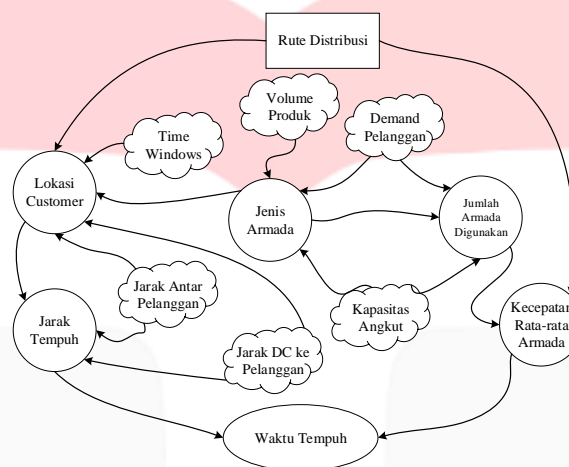 Rute Distribusi
Volume
Produk
Demand
Pelanggan
Time
Windows
Lokasi
Customer
Jenis
Armada
Jumlah
Armada
Digunakan
Jarak Antar
Pelanggan
Kapasitas
Angkut
Kecepatan
Rata-rata
Armada
Jarak
Tempuh
Jarak DC ke
Pelanggan
Waktu Tempuh